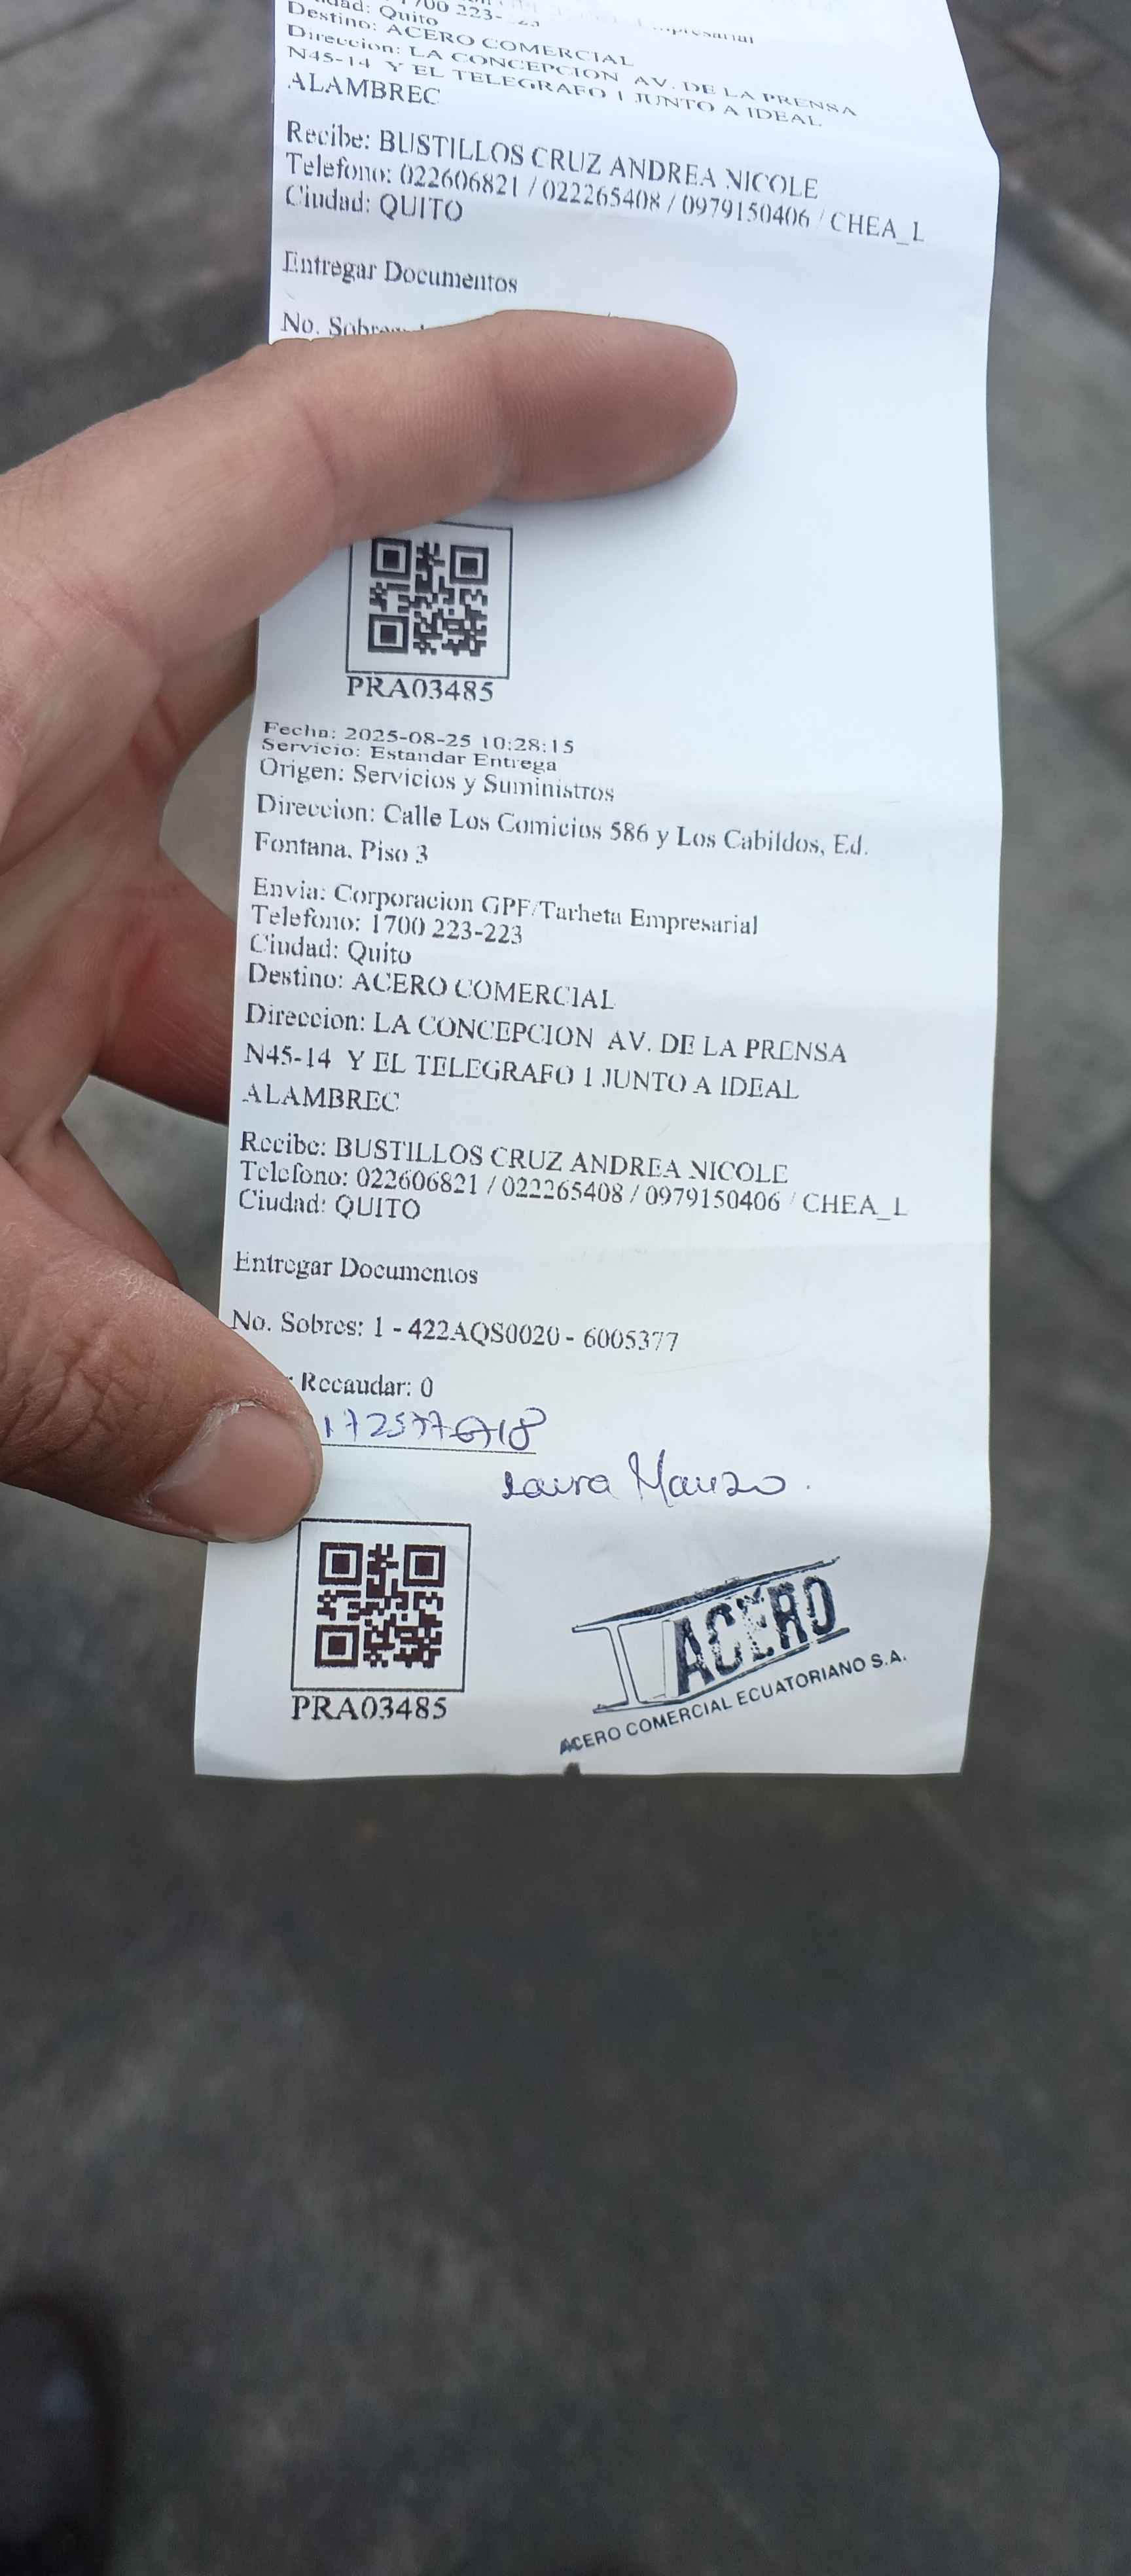 Ciudad: Quito
Destino: ACERO COMERCIAL
Direccion: LA CONCEPCION AV. DE LA PRENSA
N45-14 Y EL TELEGRAFO 1 JUNTO A IDEAL
ALAMBREC
Recibe: BUSTILLOS CRUZ ANDREA NICOLE
Telefono: 022606821 / 022265408 / 0979150406 / CHEA_L
Ciudad: QUITO
Entregar Documentos
No.
PRA03485
Fecha: 2025-08-25 10:28:15
Servicio: Estandar Entrega
Origen: Servicios y Suministros
Direccion: Calle Los Comicios 586 y Los Cabildos, Ed.
Fontana. Piso 3
Envia: Corporacion GPF/Tarheta Empresarial
Telefono: 1700 223-223
Ciudad: Quito
Destino: ACERO COMERCIAL
Direccion: LA CONCEPCION AV. DE LA PRENSA
N45-14 Y EL TELEGRAFO 1 JUNTO A IDEAL
ALAMBREC
Recibe: BUSTILLOS CRUZ ANDREA NICOLE
Telefono: 022606821 / 022265408 / 0979150406 / CHEA_L
Ciudad: QUITO
Entregar Documentos
No. Sobres: 1 - 422AQS0020 - 6005377
Recaudar: 0
Laura Manzo.
PRA03485
ACERO
ACERO COMERCIAL ECUATORIANO S.A.